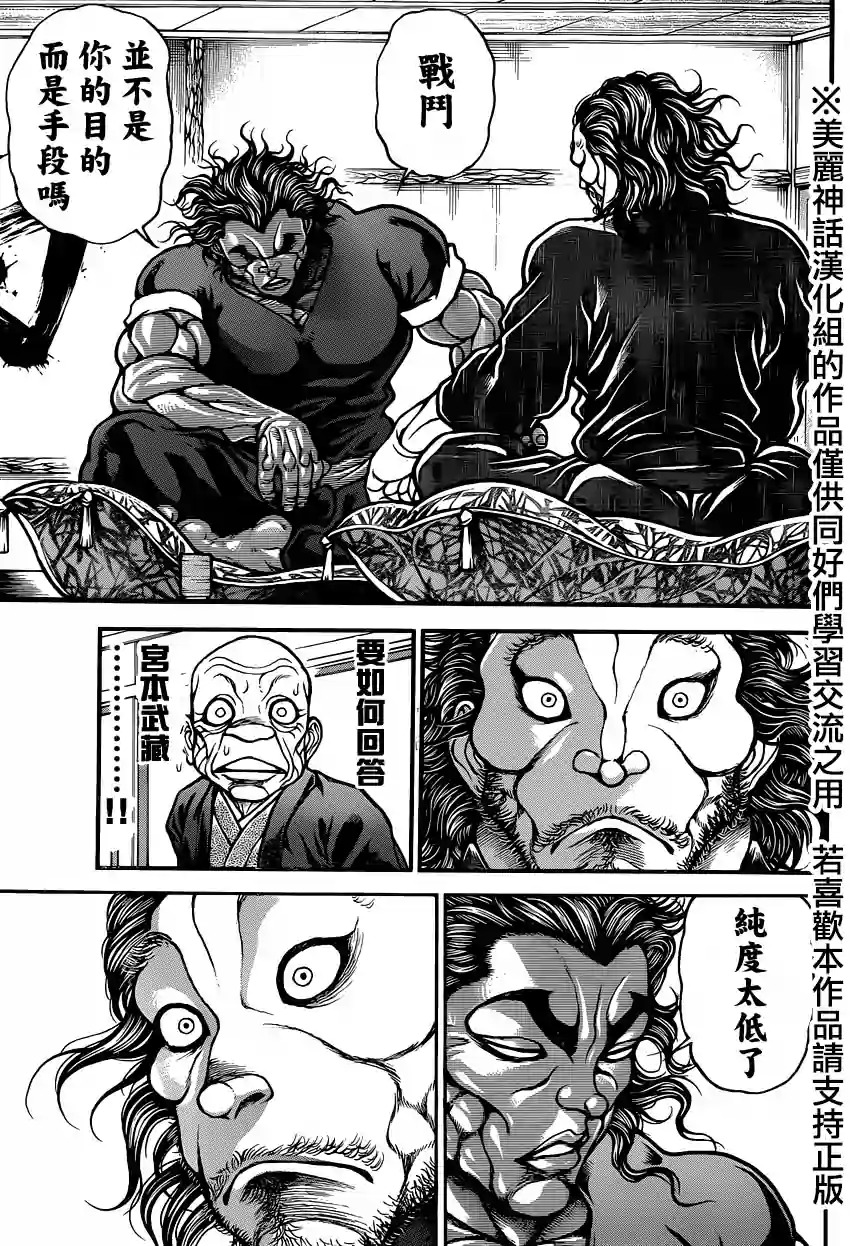 戰鬥
並不是
你的目的
而是手段嗎
要如何回答
宮本武藏
………!!
純度太低了
※美麗神話漢化組的作品僅供同好們學習交流之用
若喜歡本作品請支持正版